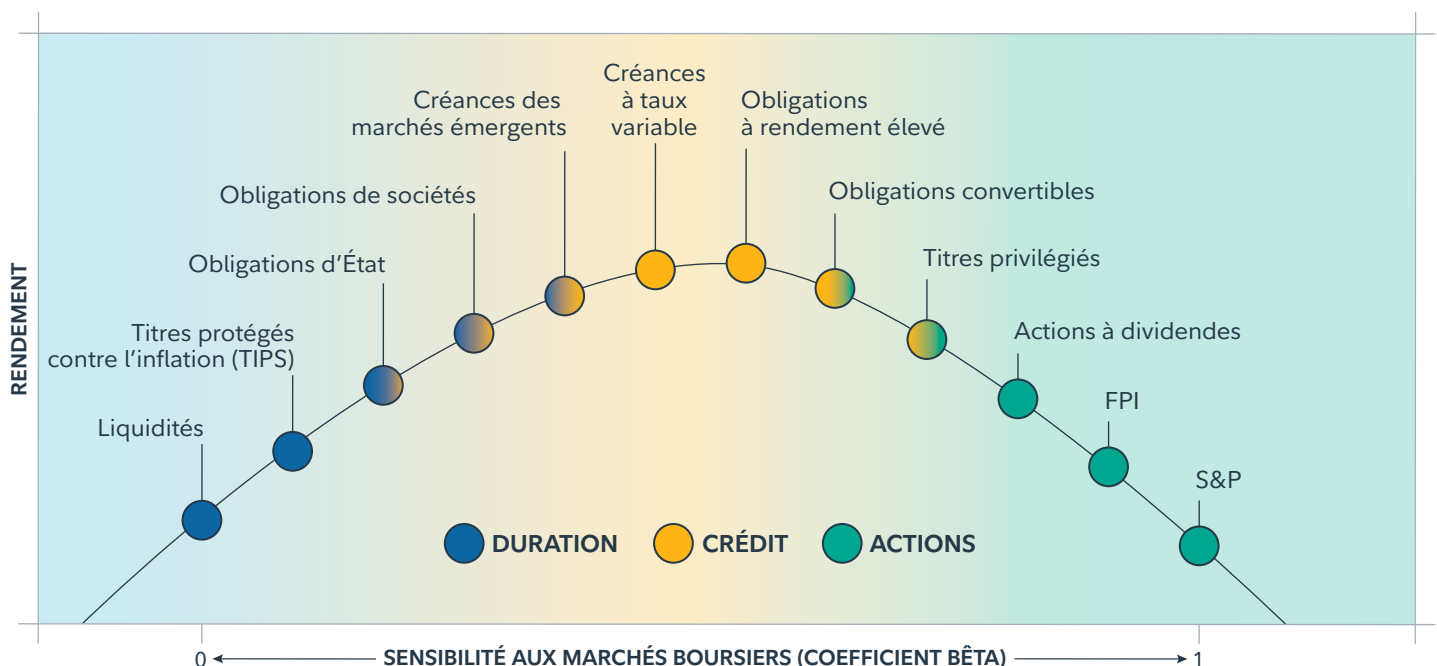 Créances
à taux
variable
Créances des
marchés émergents
Obligations
à rendement élevé
Obligations de sociétés
Obligations convertibles
Obligations d’État
Titres privilégiés
Titres protégés
contre l’inflation (TIPS)
Actions à dividendes
Liquidités
FPI
S&P
RENDEMENT
DURATION
CRÉDIT
ACTIONS
0
SENSIBILITÉ AUX MARCHÉS BOURSIERS (COEFFICIENT BÊTA)
1